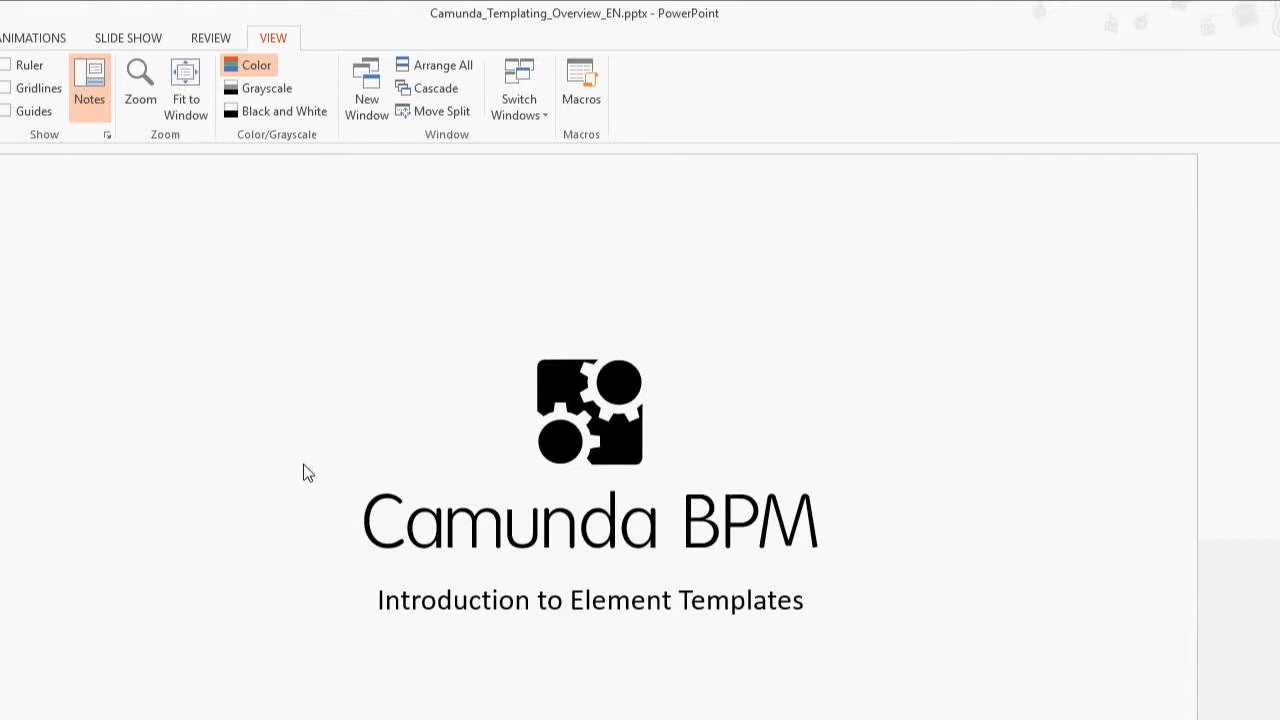 Camunda_Templating_Overview_EN.pptx - PowerPoint
NIMATIONS SLIDE SHOW REVIEW VIEW
Ruler
Gridlines
Guides
Notes
Show
Zoom
Fit to
Window
Zoom
Color
Grayscale
Black and White
Color/Grayscale
New
Window
Arrange All
Cascade
Move Split
Window
Switch
Windows
Macros
Macros
Camunda BPM
Introduction to Element Templates